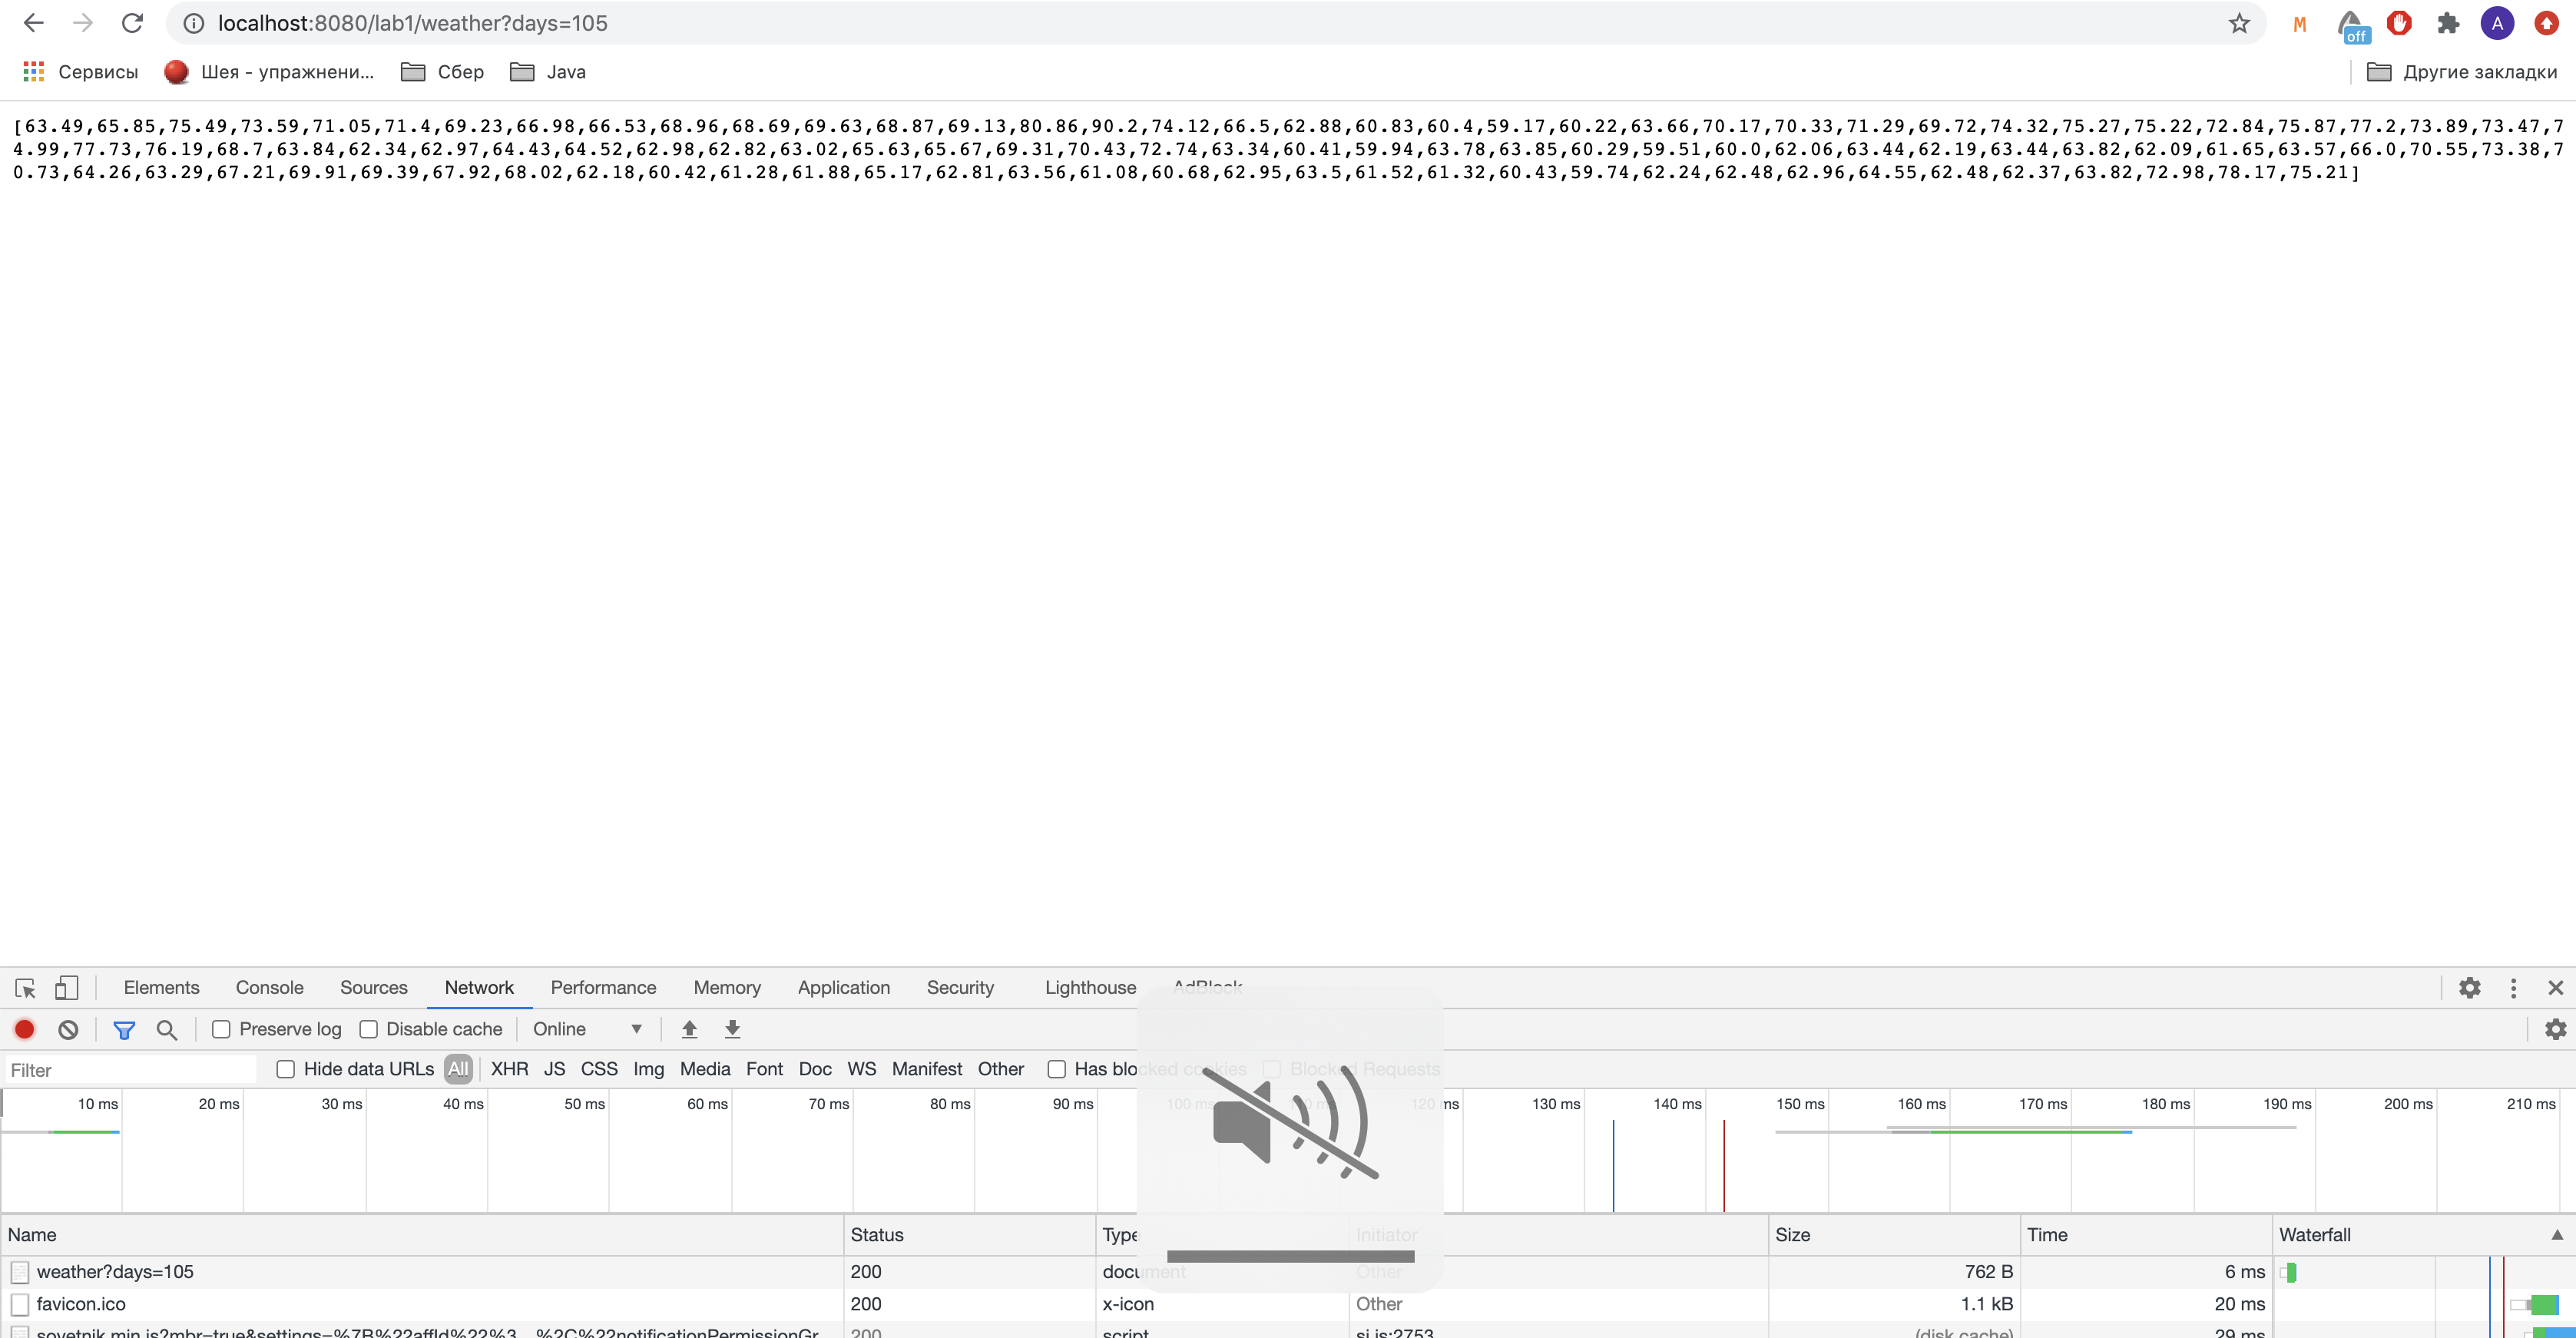 localhost:8080/lab1/weather?days=105
M
off
A
Сервисы
Шея - упражнени...
Сбер
Java
Другие закладки
[63.49,65.85,75.49,73.59,71.05,71.4,69.23,66.98,66.53,68.96,68.69,69.63,68.87,69.13,80.86,90.2,74.12,66.5,62.88,60.83,60.4,59.17,60.22,63.66,70.17,70.33,71.29,69.72,74.32,75.27,75.22,72.84,75.87,77.2,73.89,73.47,7
4.99,77.73,76.19,68.7,63.84,62.34,62.97,64.43,64.52,62.98,62.82,63.02,65.63,65.67,69.31,70.43,72.74,63.34,60.41,59.94,63.78,63.85,60.29,59.51,60.0,62.06,63.44,62.19,63.44,63.82,62.09,61.65,63.57,66.0,70.55,73.38,7
0.73,64.26,63.29,67.21,69.91,69.39,67.92,68.02,62.18,60.42,61.28,61.88,65.17,62.81,63.56,61.08,60.68,62.95,63.5,61.52,61.32,60.43,59.74,62.24,62.48,62.96,64.55,62.48,62.37,63.82,72.98,78.17,75.21]
Elements Console Sources Network Performance Memory Application Security Lighthouse AdBlock
Preserve log Disable cache Online
Filter Hide data URLs All XHR JS CSS Img Media Font Doc WS Manifest Other Has blocked cookies Blocked Requests
10 ms 20 ms 30 ms 40 ms 50 ms 60 ms 70 ms 80 ms 90 ms 100 ms 110 ms 120 ms 130 ms 140 ms 150 ms 160 ms 170 ms 180 ms 190 ms 200 ms 210 ms
Name Status Type Initiator Size Time Waterfall
weather?days=105 200 document Other 762 B 6 ms
favicon.ico 200 x-icon Other 1.1 kB 20 ms
sovetnik.min.js?mbr=true&settings=%7B%22affId%22%3... %2C%22notificationPermissionGr... 200 script si.js:2753 (disk cache) 29 ms